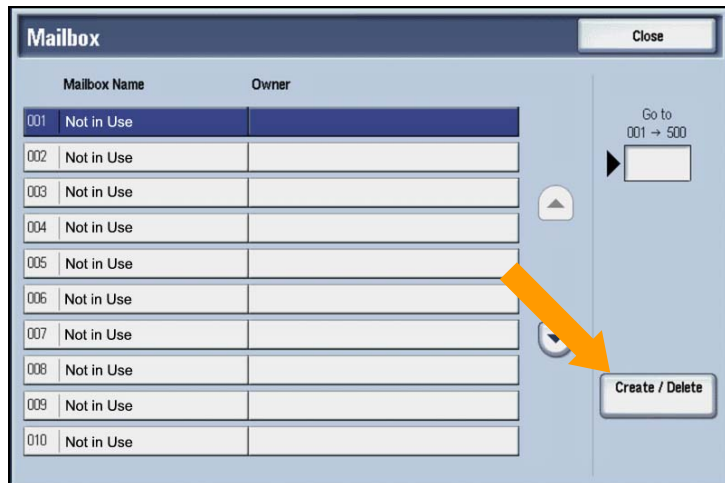 Mailbox
Close
Mailbox Name Owner
001 Not in Use
002 Not in Use
003 Not in Use
004 Not in Use
005 Not in Use
006 Not in Use
007 Not in Use
008 Not in Use
009 Not in Use
010 Not in Use
Go to
001 → 500
Create / Delete